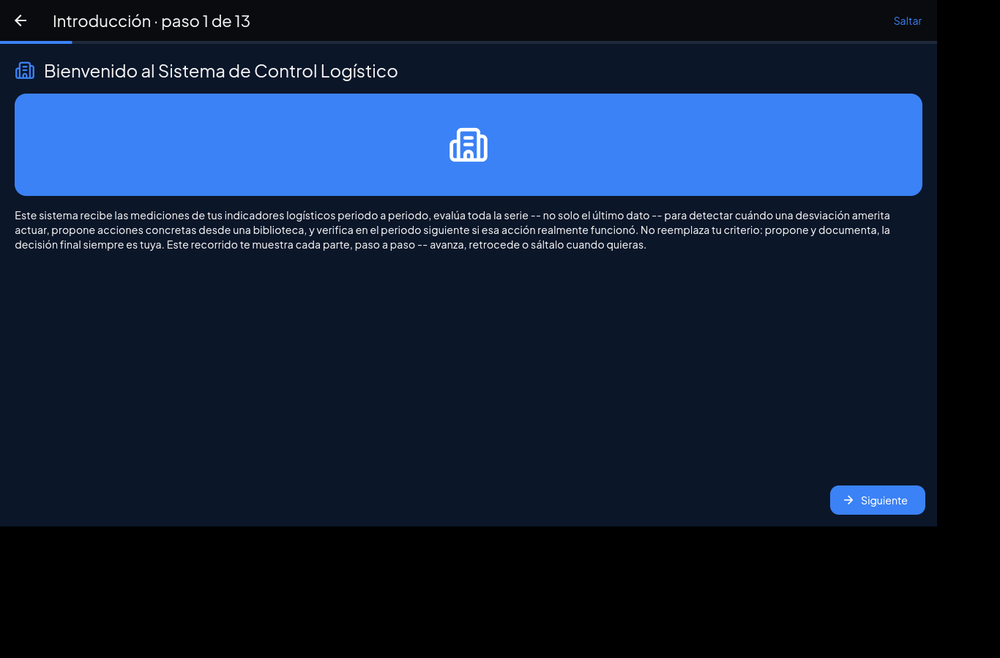 Introducción · paso 1 de 13
Saltar
Bienvenido al Sistema de Control Logístico
Este sistema recibe las mediciones de tus indicadores logísticos periodo a periodo, evalúa toda la serie -- no solo el último dato -- para detectar cuándo una desviación amerita
actuar, propone acciones concretas desde una biblioteca, y verifica en el periodo siguiente si esa acción realmente funcionó. No reemplaza tu criterio: propone y documenta, la
decisión final siempre es tuya. Este recorrido te muestra cada parte, paso a paso -- avanza, retrocede o sáltalo cuando quieras.
Siguiente